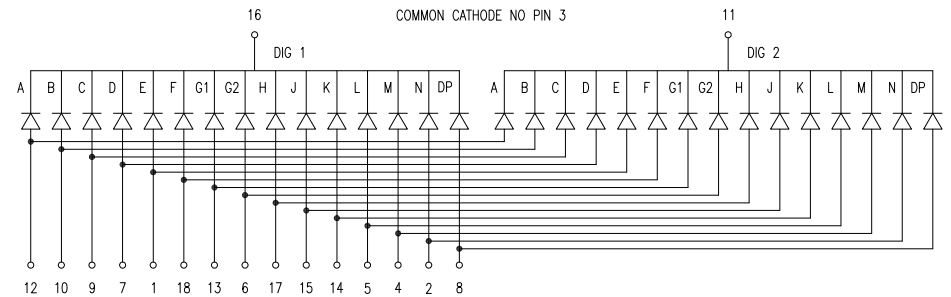 16 COMMON CATHODE NO PIN 3 11
DIG 1 DIG 2
A B C D E F G1 G2 H J K L M N DP A B C D E F G1 G2 H J K L M N DP
12 10 9 7 1 18 13 6 17 15 14 5 4 2 8